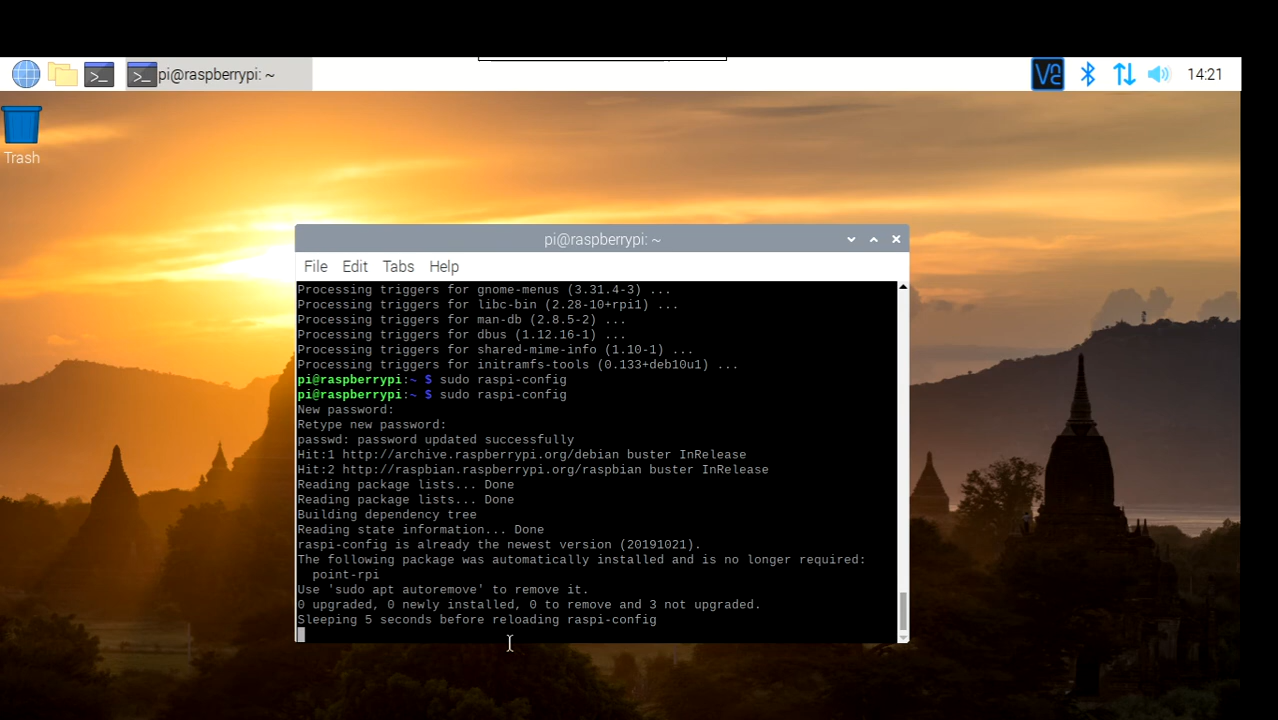 >_
>_ pi@raspberrypi: ~
14:21
Trash
pi@raspberrypi: ~
File Edit Tabs Help
Processing triggers for gnome-menus (3.31.4-3) ...
Processing triggers for libc-bin (2.28-10+rpi1) ...
Processing triggers for man-db (2.8.5-2) ...
Processing triggers for dbus (1.12.16-1) ...
Processing triggers for shared-mime-info (1.10-1) ...
Processing triggers for initramfs-tools (0.133+deb10u1) ...
pi@raspberrypi:~ $ sudo raspi-config
pi@raspberrypi:~ $ sudo raspi-config
New password:
Retype new password:
passwd: password updated successfully
Hit:1 http://archive.raspberrypi.org/debian buster InRelease
Hit:2 http://raspbian.raspberrypi.org/raspbian buster InRelease
Reading package lists... Done
Reading package lists... Done
Building dependency tree
Reading state information... Done
raspi-config is already the newest version (20191021).
The following package was automatically installed and is no longer required:
  point-rpi
Use 'sudo apt autoremove' to remove it.
0 upgraded, 0 newly installed, 0 to remove and 3 not upgraded.
Sleeping 5 seconds before reloading raspi-config